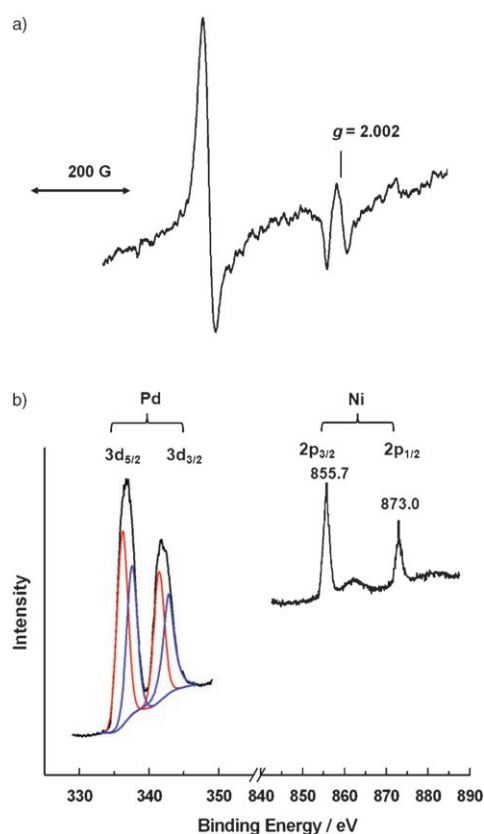 a)
g = 2.002
200 G
b)
Pd Ni
3d5/2 3d3/2 2p3/2 2p1/2
855.7 873.0
Intensity
330 340 350 840 850 860 870 880 890
Binding Energy / eV